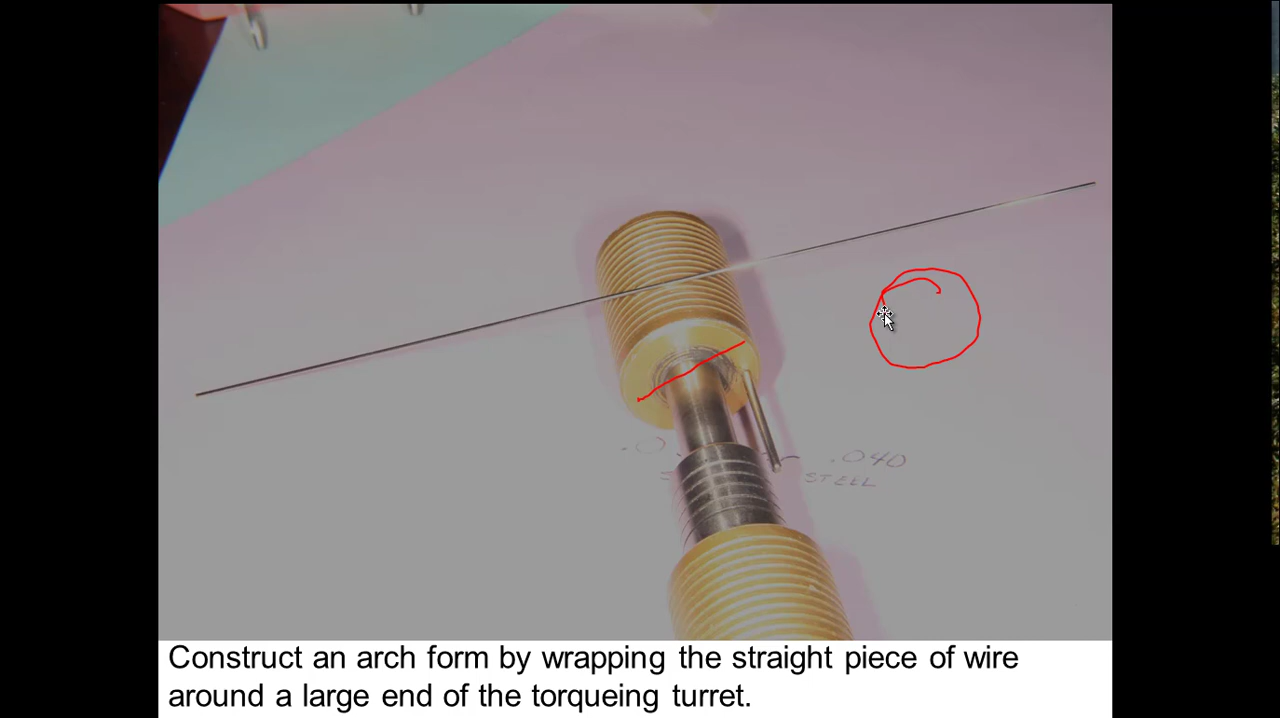 .040
STEEL
Construct an arch form by wrapping the straight piece of wire
around a large end of the torqueing turret.